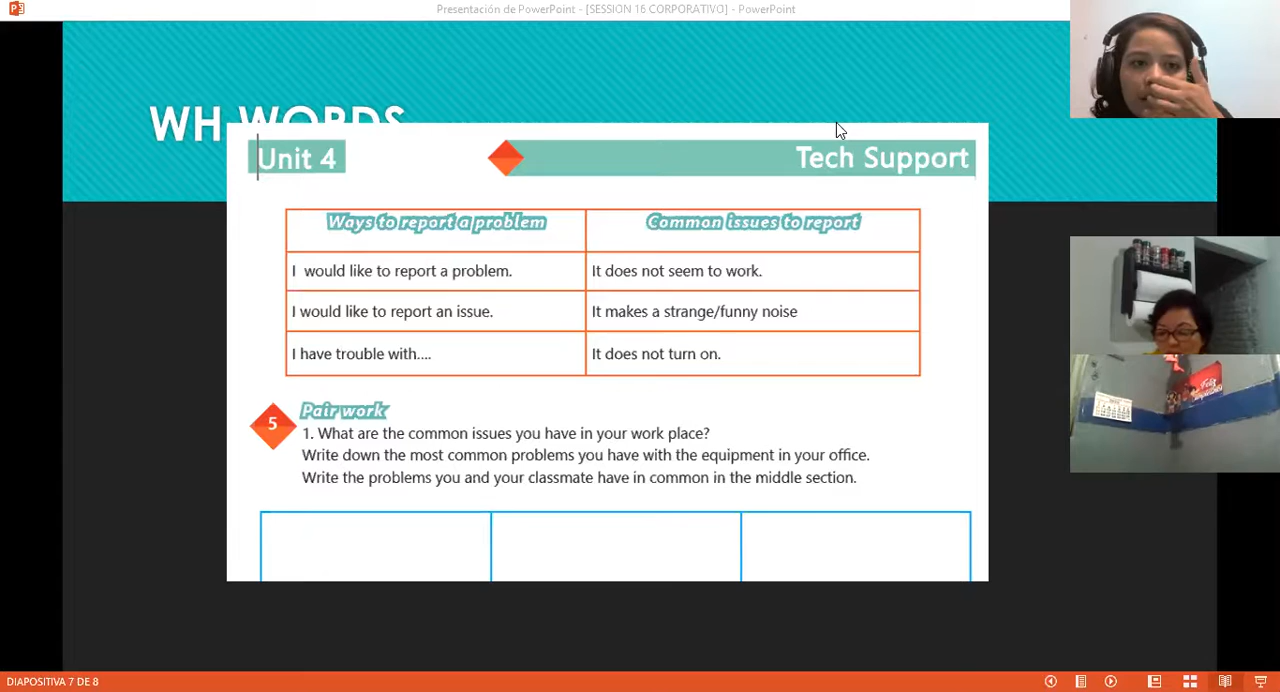 Presentación de PowerPoint - [SESSION 16 CORPORATIVO] - PowerPoint
WH WORDS
Unit 4
Tech Support
Ways to report a problem
Common issues to report
I would like to report a problem.
It does not seem to work.
I would like to report an issue.
It makes a strange/funny noise
I have trouble with....
It does not turn on.
5
Pair work
1. What are the common issues you have in your work place?
Write down the most common problems you have with the equipment in your office.
Write the problems you and your classmate have in common in the middle section.
Feliz
DIAPOSITIVA 7 DE 8